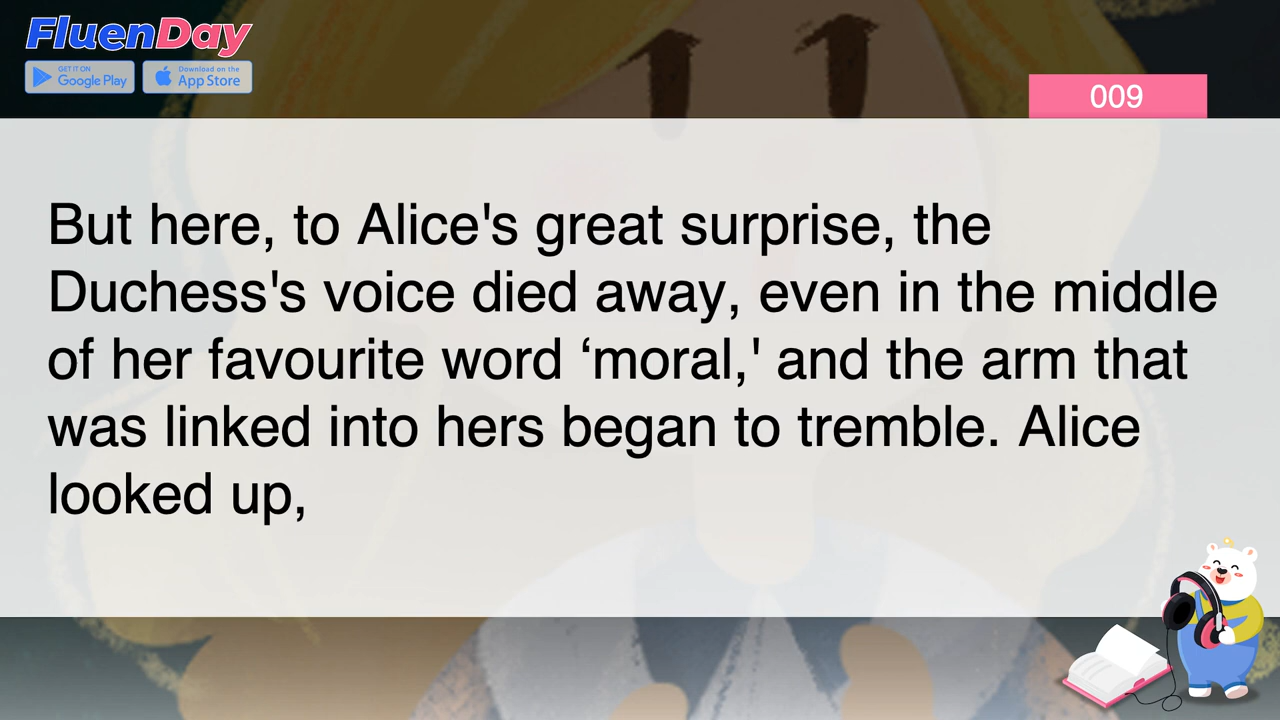 FluenDay
GET IT ON
Google Play
Download on the
App Store
009
But here, to Alice's great surprise, the
Duchess's voice died away, even in the middle
of her favourite word ‘moral,' and the arm that
was linked into hers began to tremble. Alice
looked up,